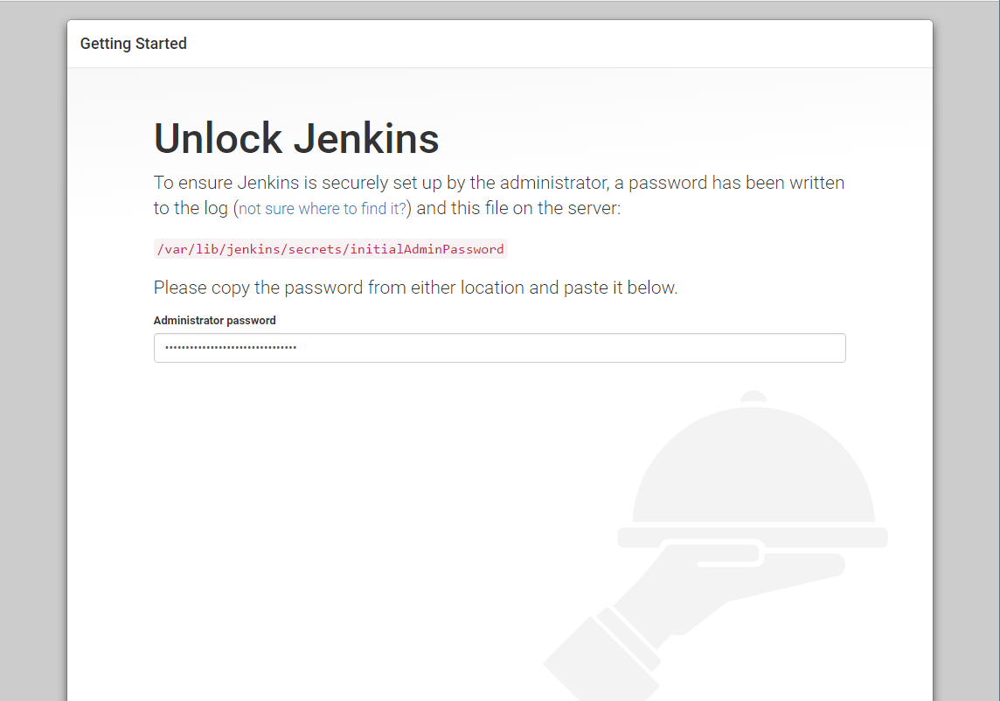 Getting Started
Unlock Jenkins
To ensure Jenkins is securely set up by the administrator, a password has been written
to the log (not sure where to find it?) and this file on the server:
/var/lib/jenkins/secrets/initialAdminPassword
Please copy the password from either location and paste it below.
Administrator password
••••••••••••••••••••••••••••••••